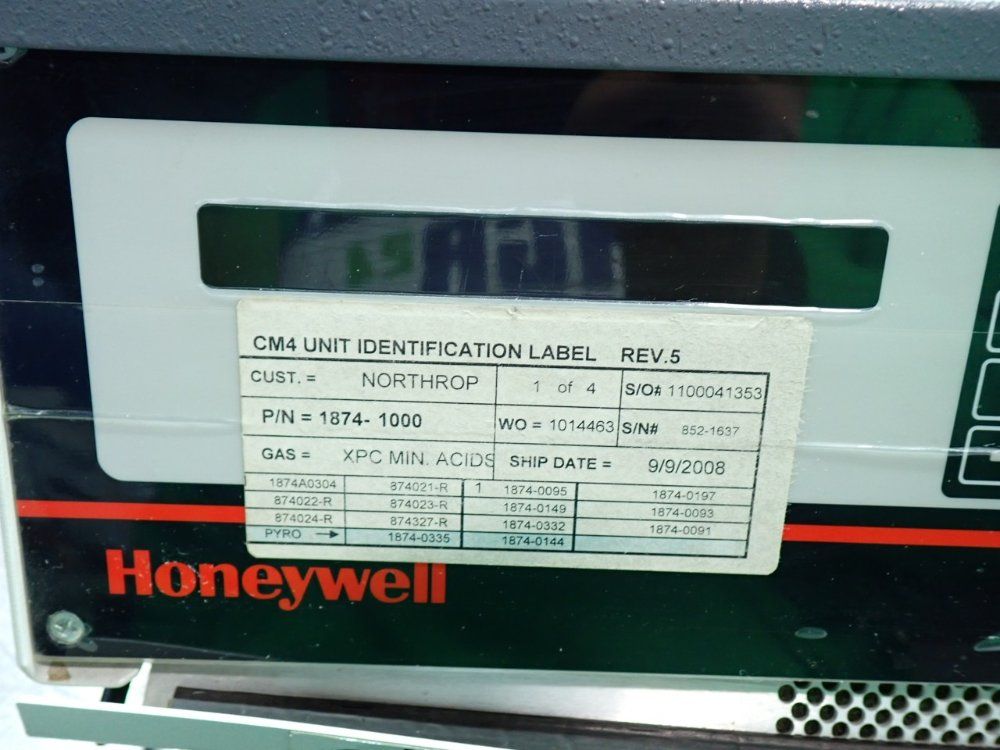 CM4 UNIT IDENTIFICATION LABEL REV.5
CUST. = NORTHROP 1 of 4 S/O# 1100041353
P/N = 1874- 1000 WO = 1014463 S/N# 852-1637
GAS = XPC MIN. ACIDS SHIP DATE = 9/9/2008
1874A0304 874021-R 1 1874-0095 1874-0197
874022-R 874023-R 1874-0149 1874-0093
874024-R 874327-R 1874-0332 1874-0091
PYRO → 1874-0335 1874-0144
Honeywell